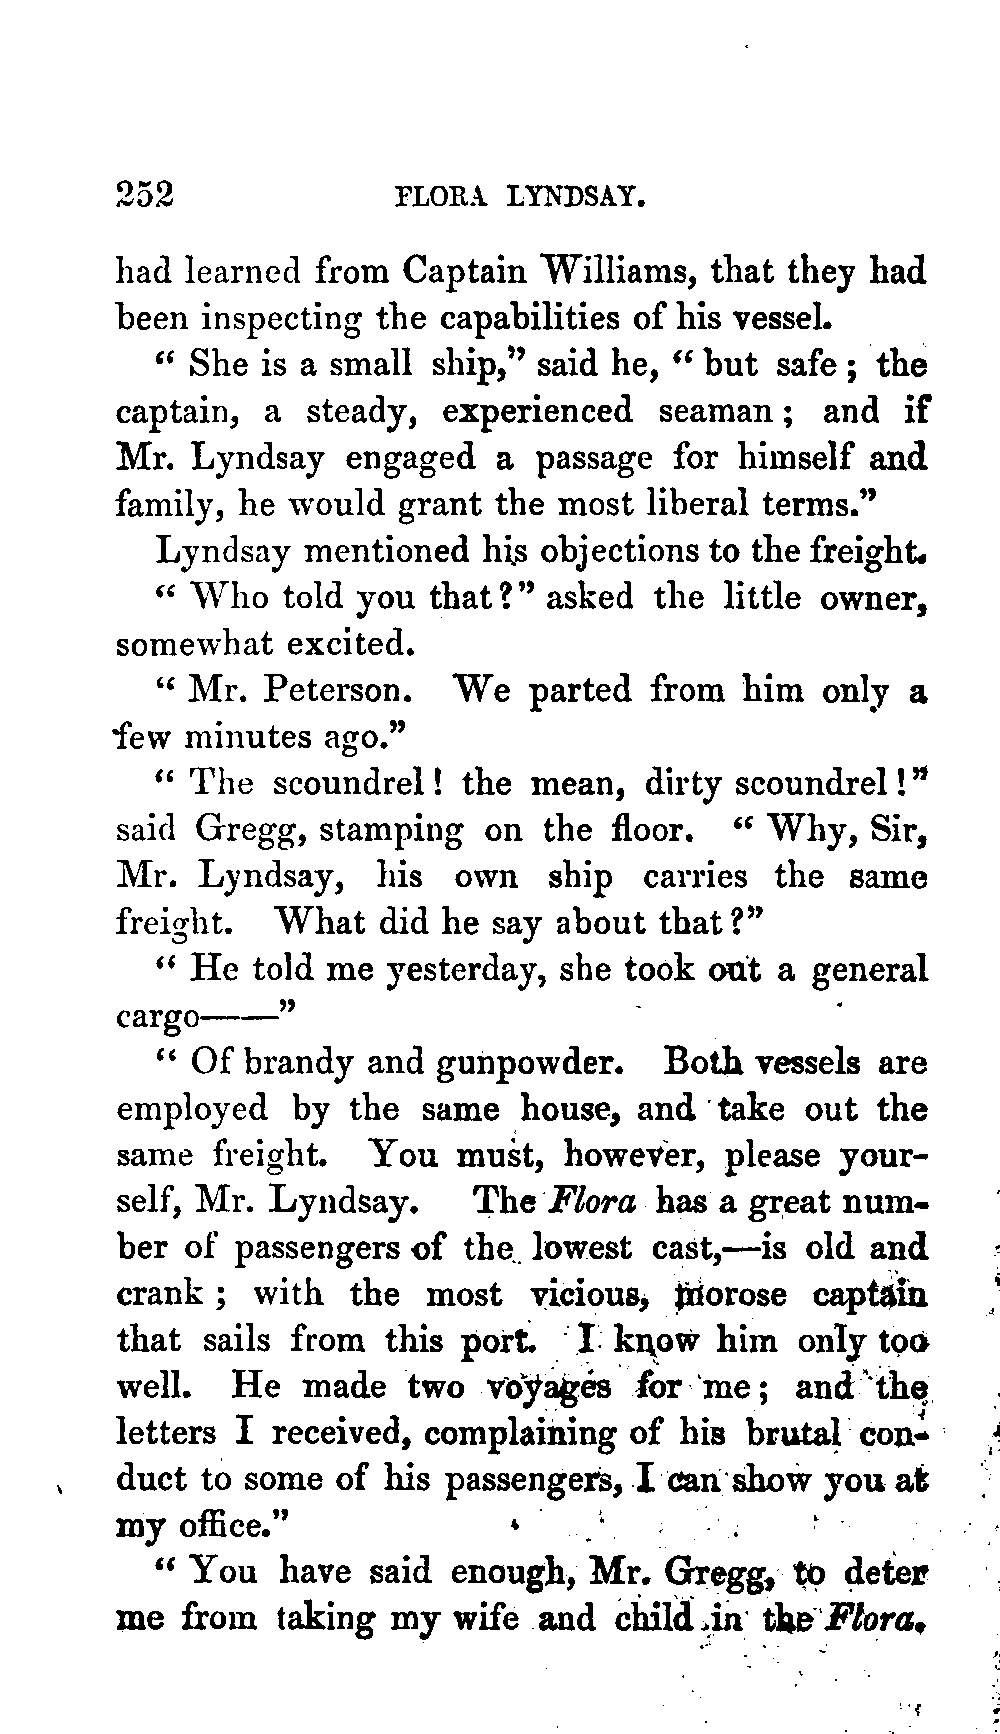 252 FLORA LYNDSAY.
had learned from Captain Williams, that they had
been inspecting the capabilities of his vessel.
“ She is a small ship,” said he, “ but safe ; the
captain, a steady, experienced seaman ; and if
Mr. Lyndsay engaged a passage for himself and
family, he would grant the most liberal terms.”
Lyndsay mentioned his objections to the freight.
“ Who told you that ?” asked the little owner,
somewhat excited.
“ Mr. Peterson. We parted from him only a
few minutes ago.”
“ The scoundrel ! the mean, dirty scoundrel !”
said Gregg, stamping on the floor. “ Why, Sir,
Mr. Lyndsay, his own ship carries the same
freight. What did he say about that ?”
“ He told me yesterday, she took out a general
cargo——”
“ Of brandy and gunpowder. Both vessels are
employed by the same house, and take out the
same freight. You must, however, please your-
self, Mr. Lyndsay. The Flora has a great num-
ber of passengers of the lowest cast,—is old and
crank ; with the most vicious, morose captain
that sails from this port. I know him only too
well. He made two voyages for me ; and the
letters I received, complaining of his brutal con-
duct to some of his passengers, I can show you at
my office.”
“ You have said enough, Mr. Gregg, to deter
me from taking my wife and child in the Flora.